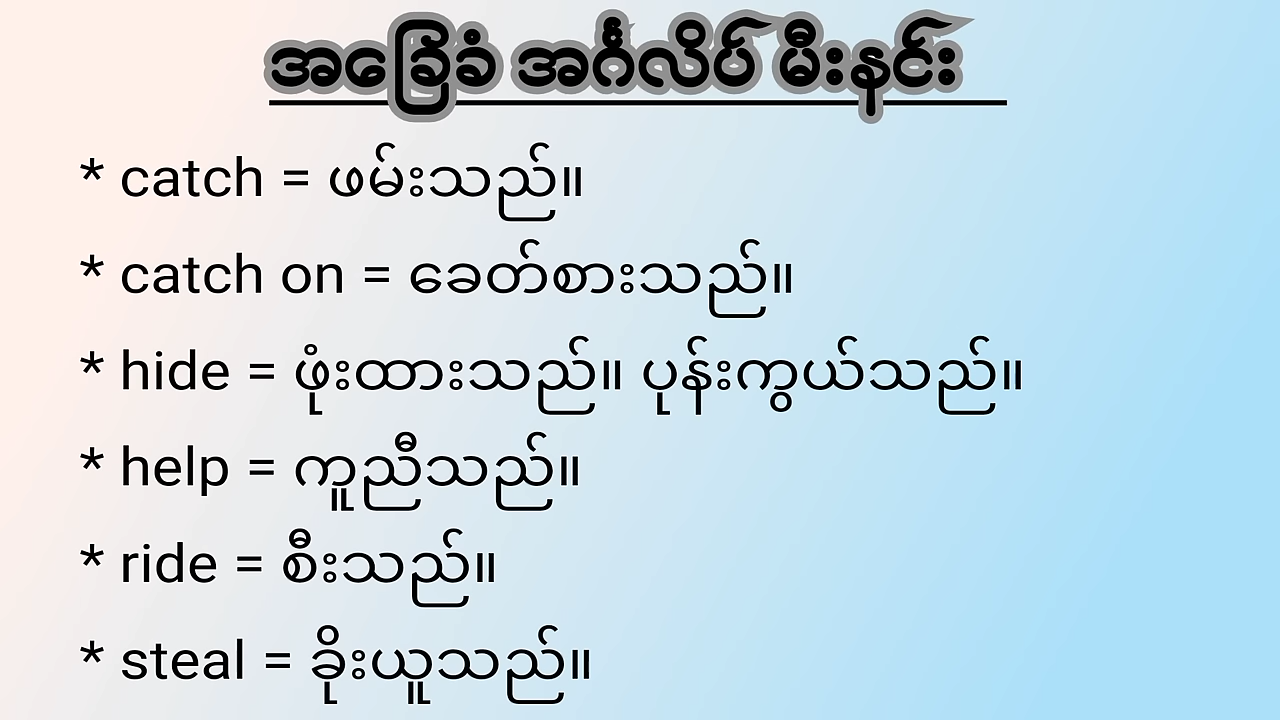 အခြေခံ အင်္ဂလိပ် မီးနင်း
* catch = ဖမ်းသည်။
* catch on = ခေတ်စားသည်။
* hide = ဖုံးထားသည်။ ပုန်းကွယ်သည်။
* help = ကူညီသည်။
* ride = စီးသည်။
* steal = ခိုးယူသည်။